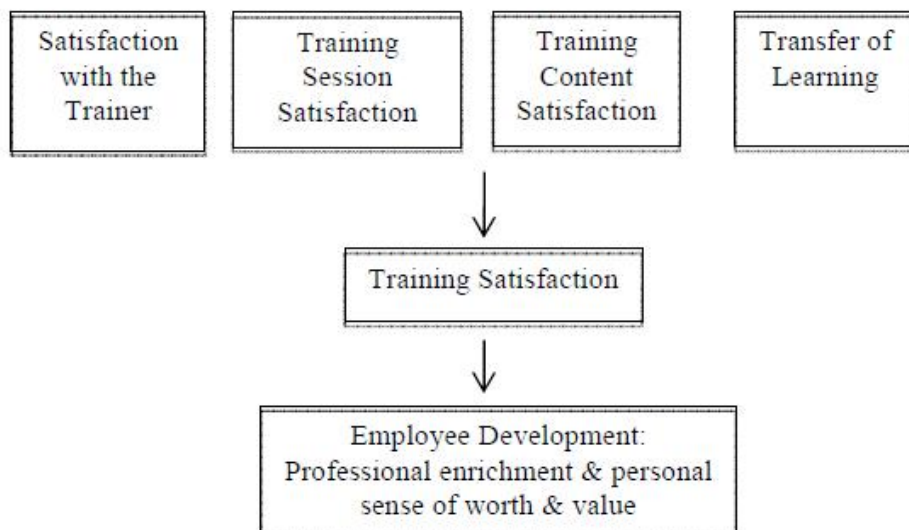 Satisfaction
with the
Trainer
Training
Session
Satisfaction
Training
Content
Satisfaction
Transfer of
Learning
Training Satisfaction
Employee Development:
Professional enrichment & personal
sense of worth & value